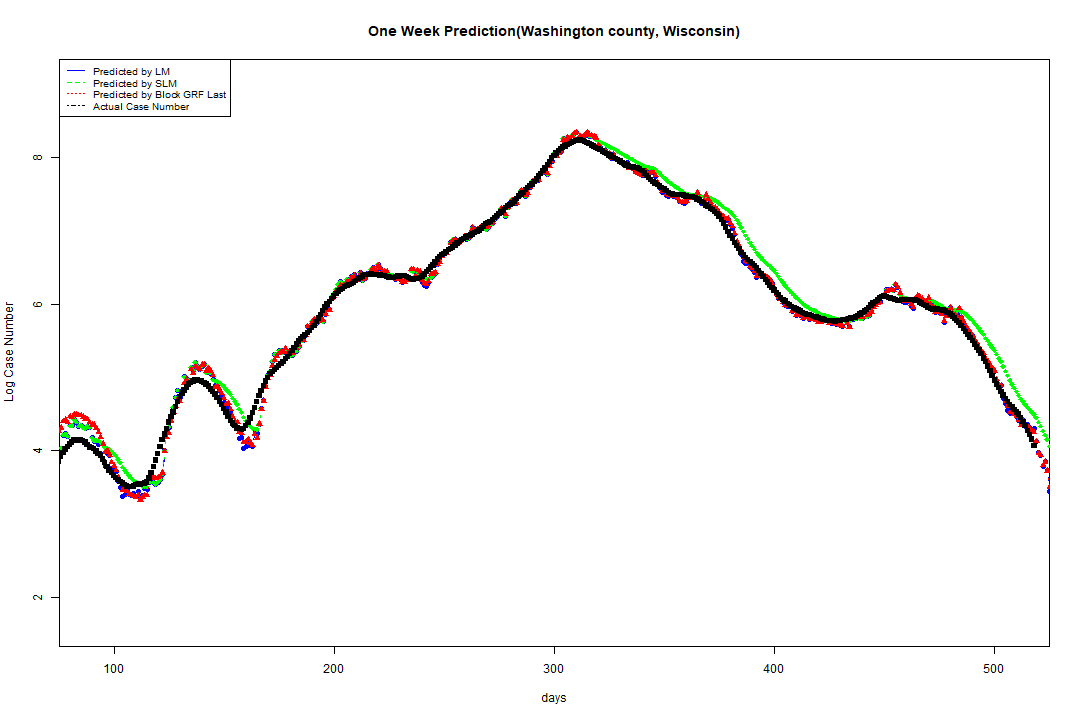 One Week Prediction(Washington county, Wisconsin)
Predicted by LM
Predicted by SLM
Predicted by Block GRF Last
Actual Case Number
8
6
4
2
Log Case Number
100 200 300 400 500
days